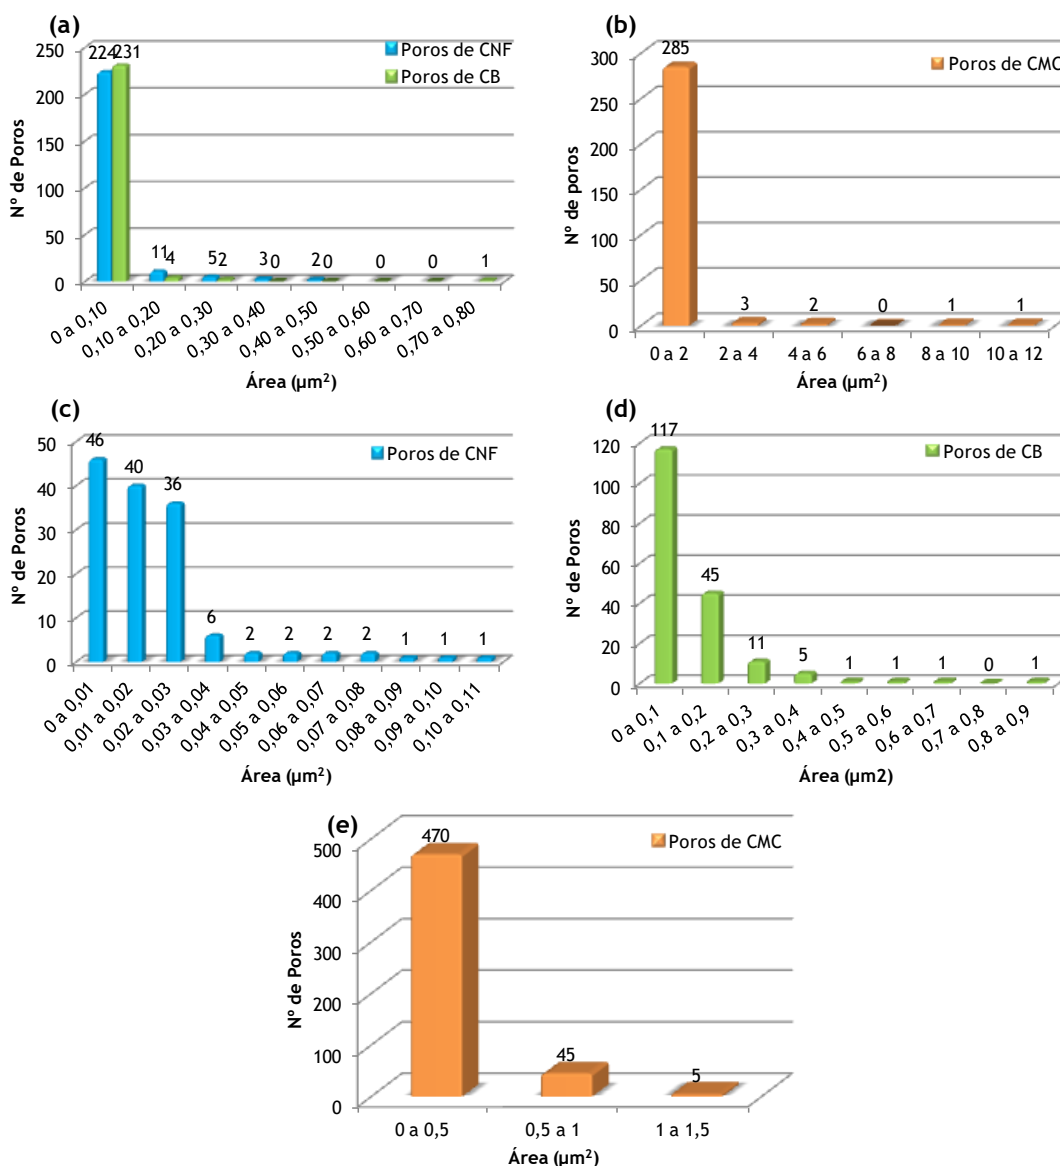 (a)
224 231
Poros de CNF
Poros de CB
250
200
150
100
50
0
11 4 5 2 3 0 2 0 0 0 1
Nº de Poros
0 a 0,10
0,10 a 0,20
0,20 a 0,30
0,30 a 0,40
0,40 a 0,50
0,50 a 0,60
0,60 a 0,70
0,70 a 0,80
Área (µm²)
(b)
285
Poros de CMC
300
250
200
150
100
50
0
3 2 0 1 1
Nº de poros
0 a 2 2 a 4 4 a 6 6 a 8 8 a 10 10 a 12
Área (µm²)
(c)
46 40 36 6 2 2 2 2 1 1 1
Poros de CNF
50
40
30
20
10
0
Nº de Poros
0 a 0,01
0,01 a 0,02
0,02 a 0,03
0,03 a 0,04
0,04 a 0,05
0,05 a 0,06
0,06 a 0,07
0,07 a 0,08
0,08 a 0,09
0,09 a 0,10
0,10 a 0,11
Área (µm²)
(d)
117 45 11 5 1 1 1 0 1
Poros de CB
120
100
80
60
40
20
0
Nº de Poros
0 a 0,1
0,1 a 0,2
0,2 a 0,3
0,3 a 0,4
0,4 a 0,5
0,5 a 0,6
0,6 a 0,7
0,7 a 0,8
0,8 a 0,9
Área (µm2)
(e)
470 45 5
Poros de CMC
500
400
300
200
100
0
Nº de Poros
0 a 0,5 0,5 a 1 1 a 1,5
Área (µm²)